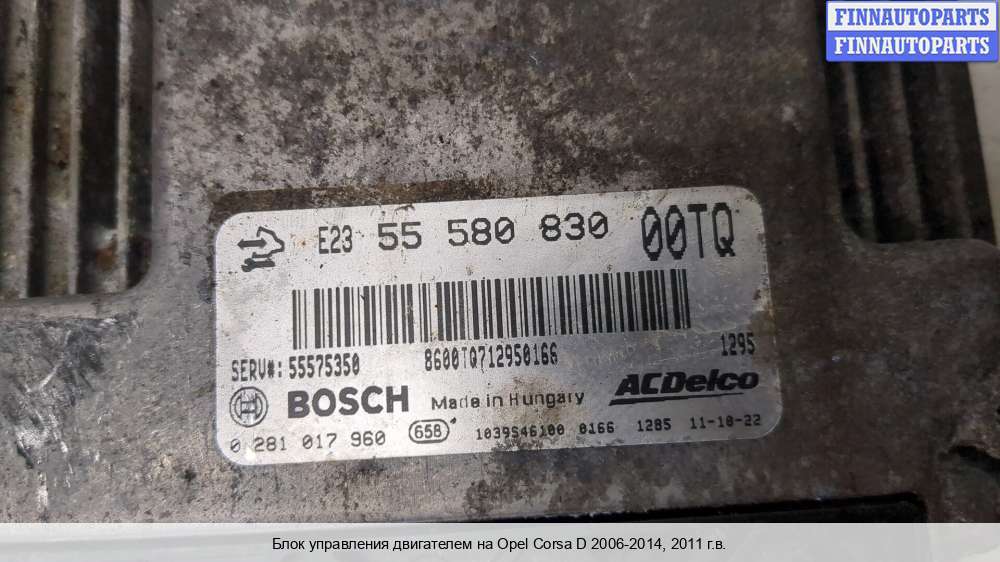 FINNAUTOPARTS
FINNAUTOPARTS
E23 55 580 830 00TQ
SERV#: 55575350 8600TQ712950166 1295
BOSCH Made in Hungary ACDelco
0 281 017 960 658 1039S46100 0166 1285 11-10-22
Блок управления двигателем на Opel Corsa D 2006-2014, 2011 г.в.